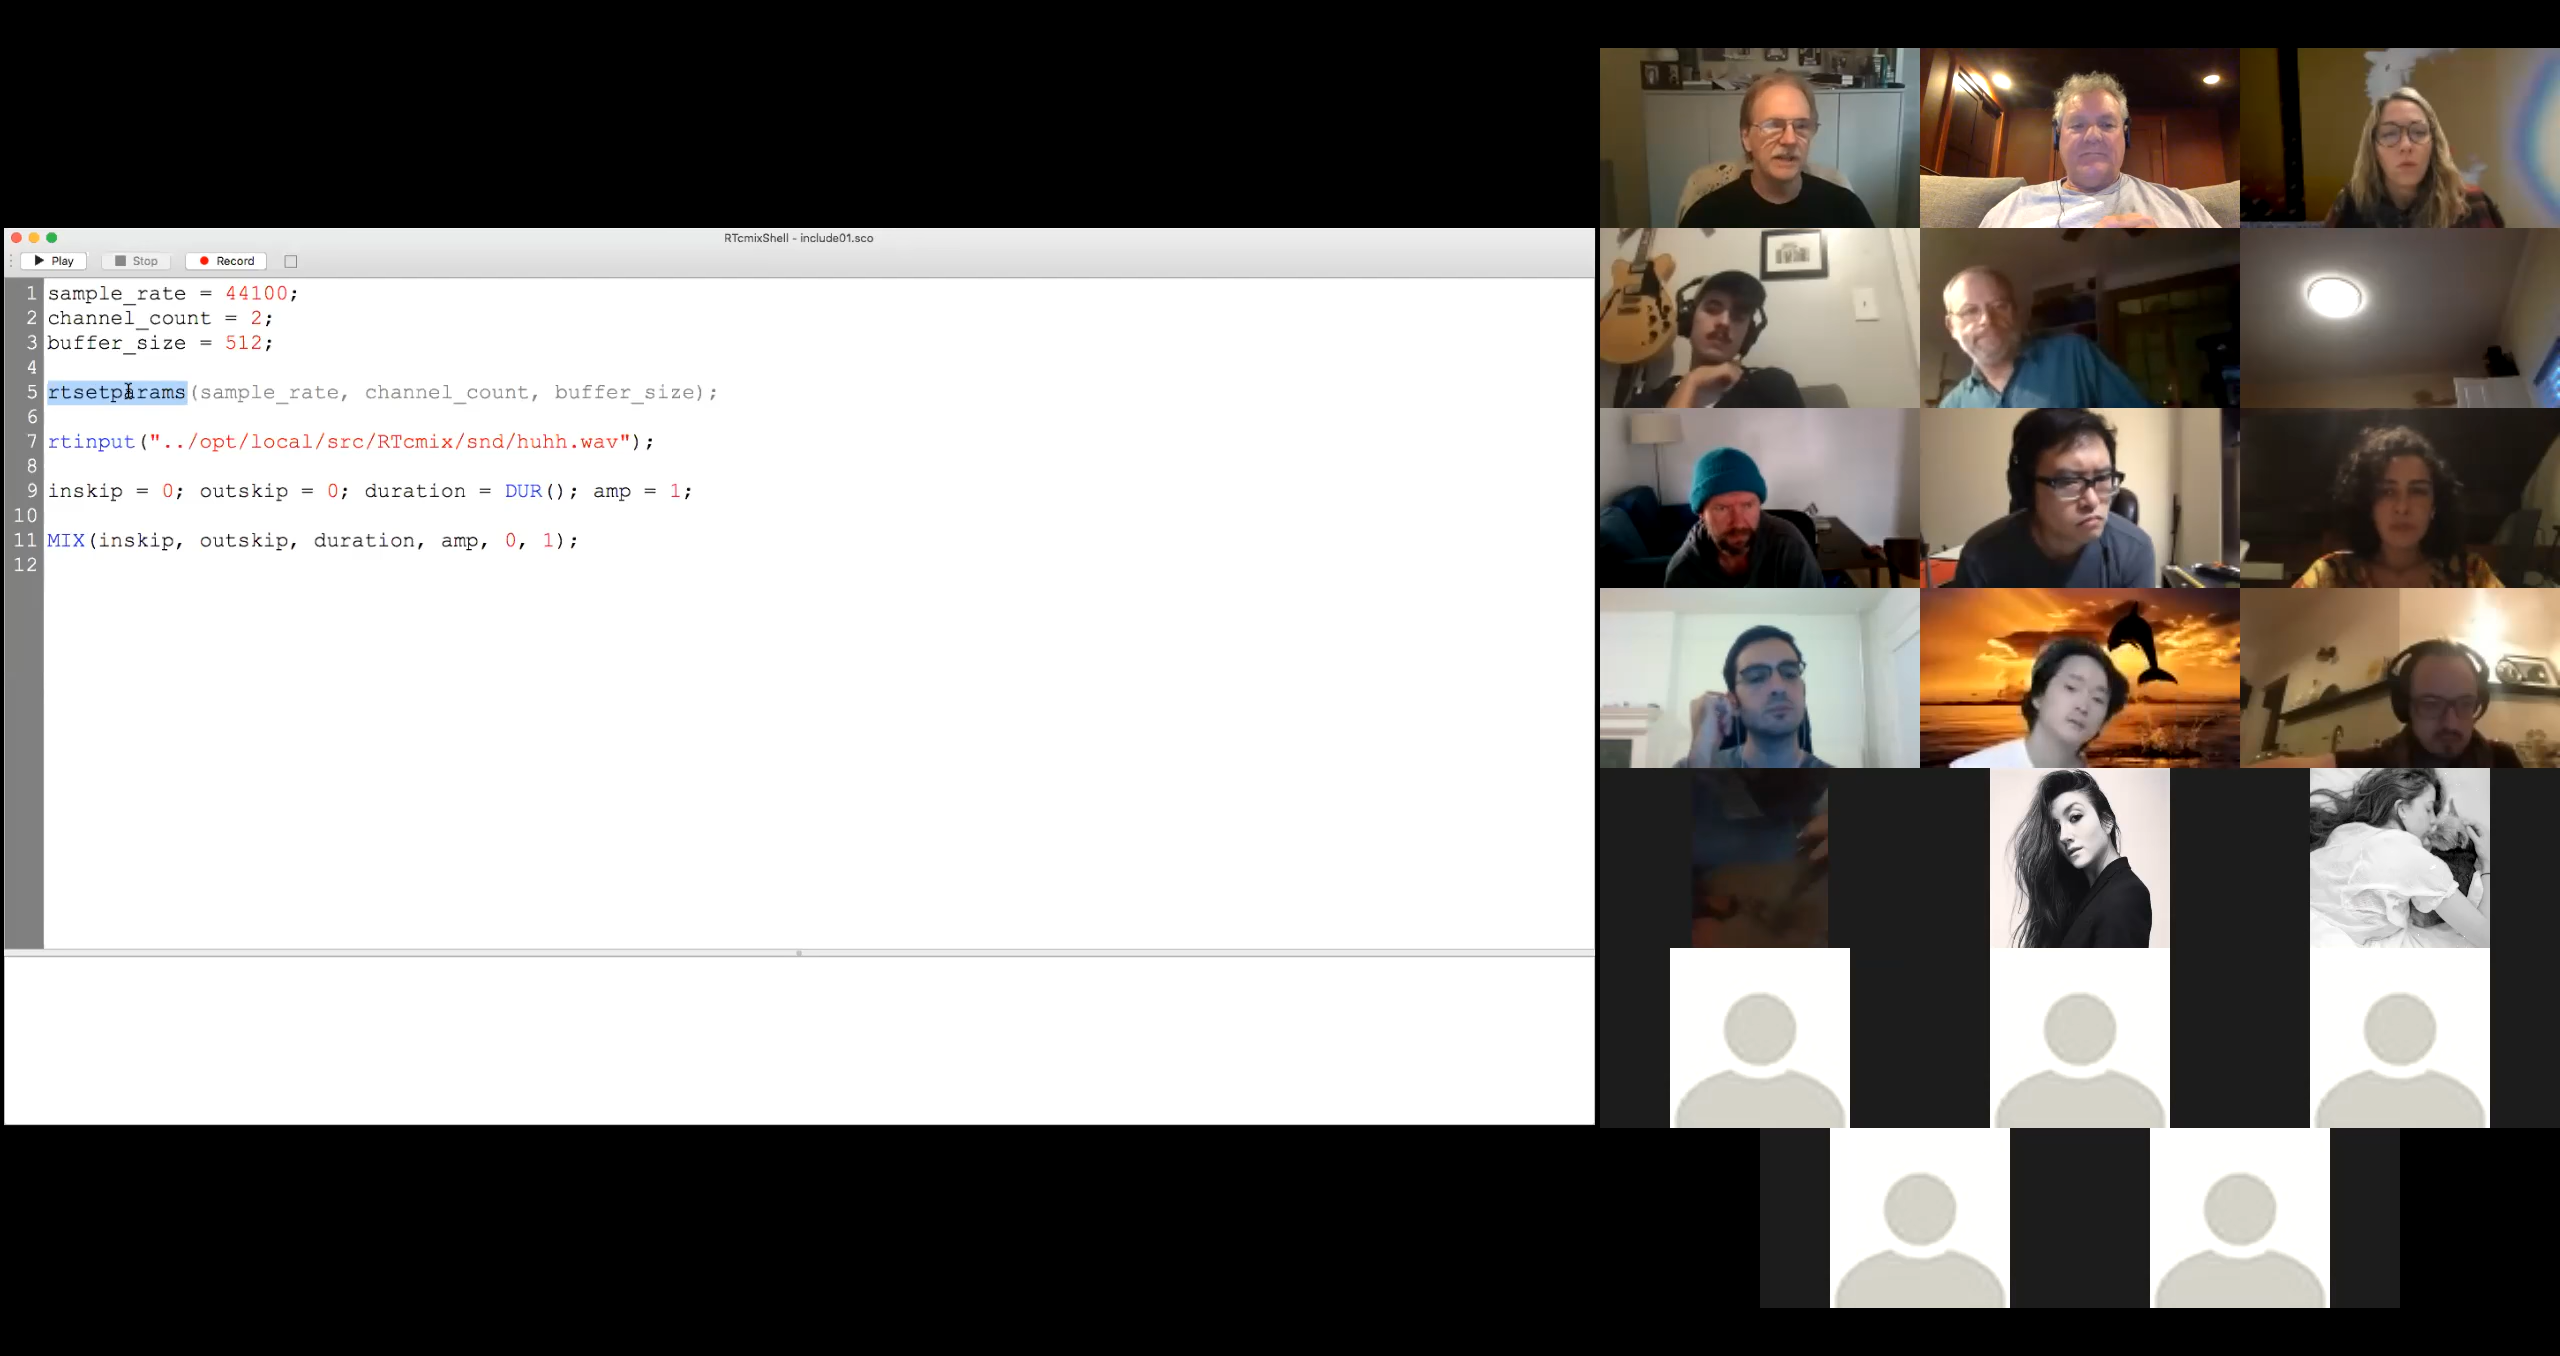 RTcmixShell - include01.sco
Play Stop Record
1 sample_rate = 44100;
2 channel_count = 2;
3 buffer_size = 512;
4
5 rtsetparams(sample_rate, channel_count, buffer_size);
6
7 rtinput("../opt/local/src/RTcmix/snd/huhh.wav");
8
9 inskip = 0; outskip = 0; duration = DUR(); amp = 1;
10
11 MIX(inskip, outskip, duration, amp, 0, 1);
12